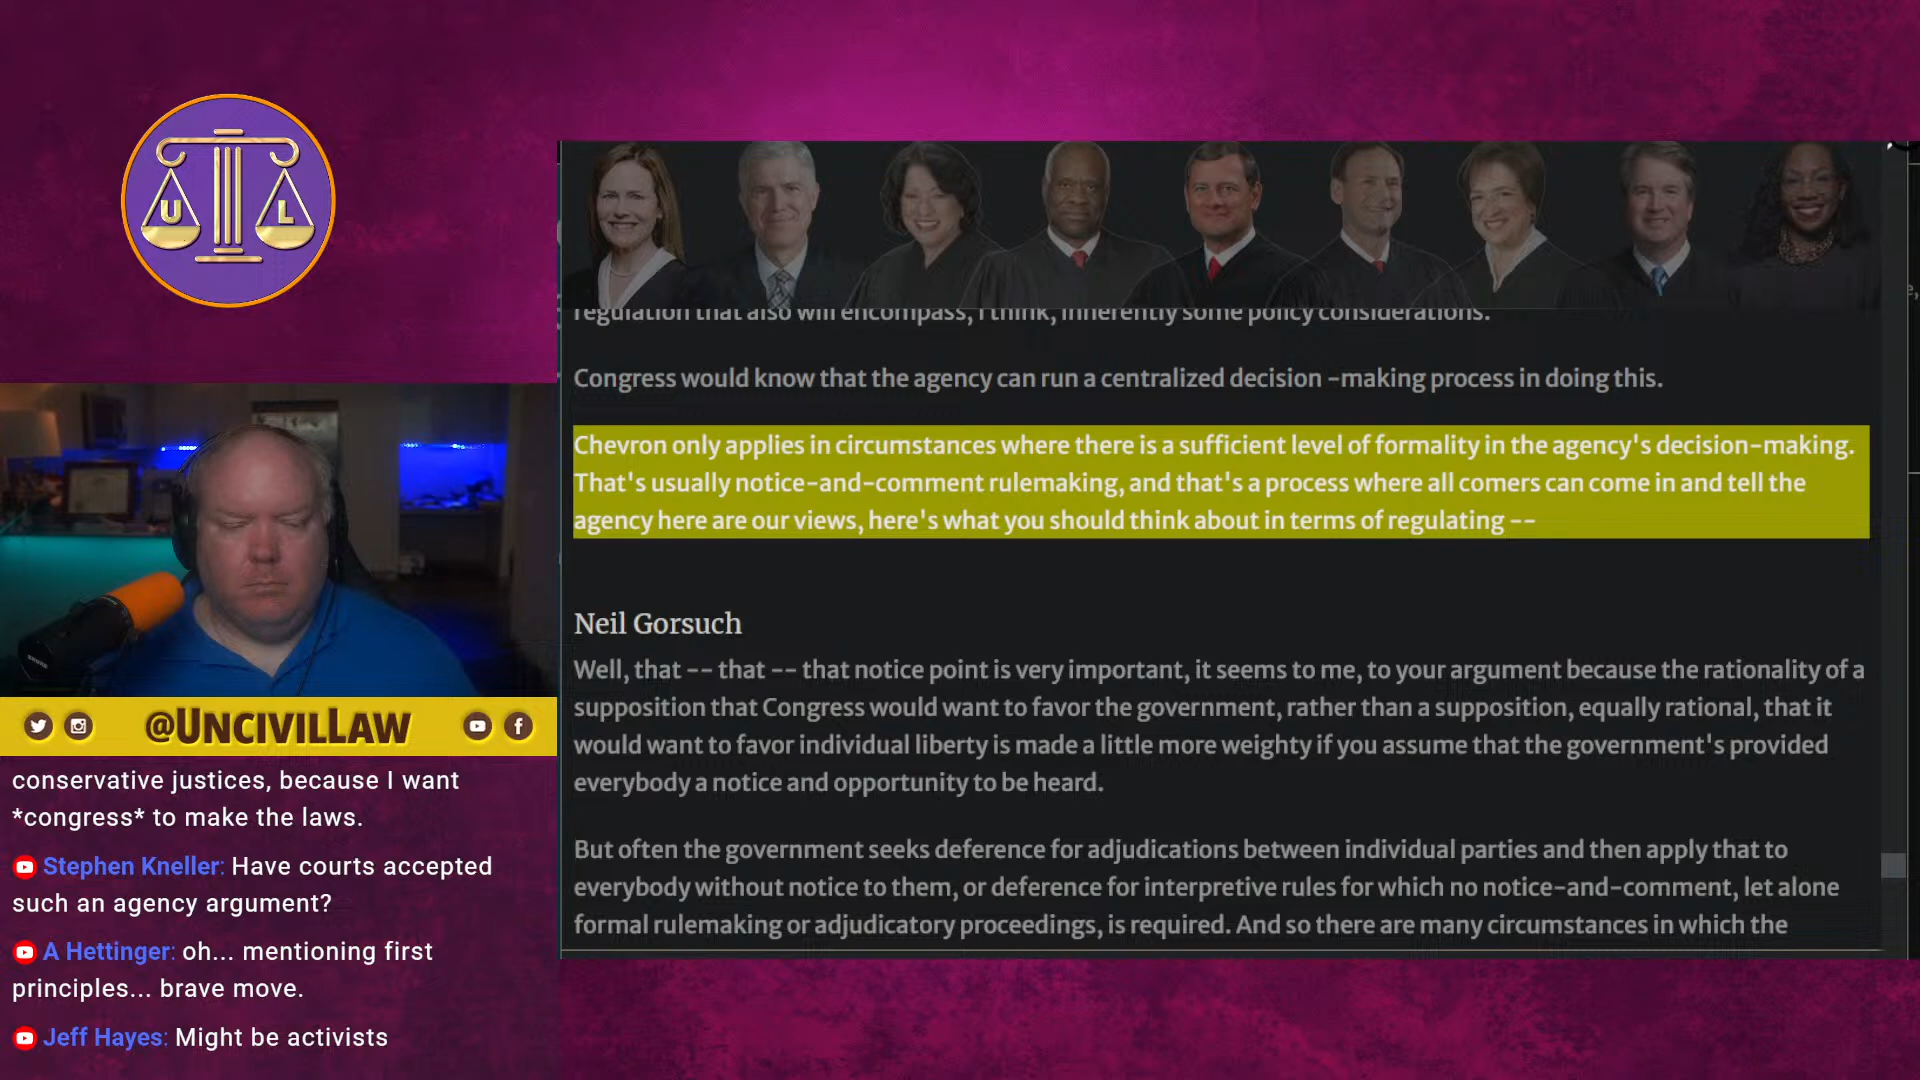 U L
regulation that also will encompass, I think, inherently some policy considerations.
Congress would know that the agency can run a centralized decision -making process in doing this.
Chevron only applies in circumstances where there is a sufficient level of formality in the agency's decision-making.
That's usually notice-and-comment rulemaking, and that's a process where all comers can come in and tell the
agency here are our views, here's what you should think about in terms of regulating --
Neil Gorsuch
Well, that -- that -- that notice point is very important, it seems to me, to your argument because the rationality of a
supposition that Congress would want to favor the government, rather than a supposition, equally rational, that it
would want to favor individual liberty is made a little more weighty if you assume that the government's provided
everybody a notice and opportunity to be heard.
But often the government seeks deference for adjudications between individual parties and then apply that to
everybody without notice to them, or deference for interpretive rules for which no notice-and-comment, let alone
formal rulemaking or adjudicatory proceedings, is required. And so there are many circumstances in which the
@UNCIVILLAW
conservative justices, because I want
*congress* to make the laws.
Stephen Kneller: Have courts accepted
such an agency argument?
A Hettinger: oh... mentioning first
principles... brave move.
Jeff Hayes: Might be activists